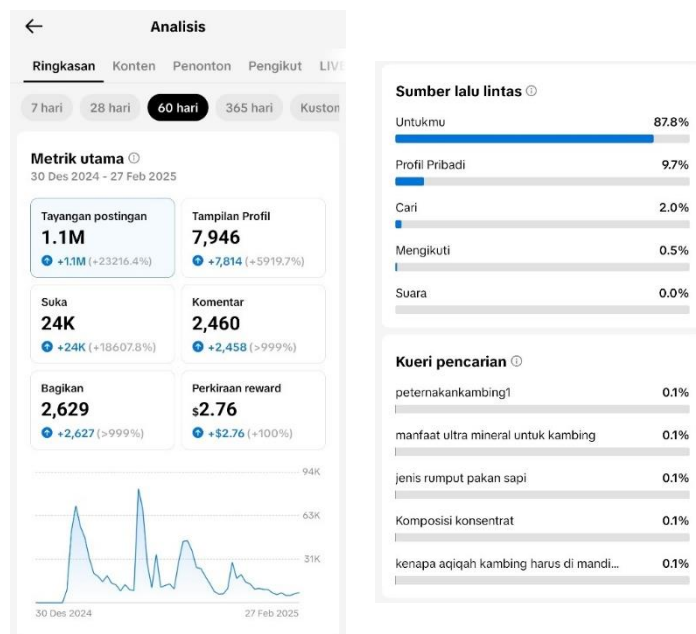 Analisis
Ringkasan Konten Penonton Pengikut LIVE
7 hari 28 hari 60 hari 365 hari Kustom
Metrik utama
30 Des 2024 - 27 Feb 2025
Tayangan postingan
1.1M
+1.1M (+23216.4%)
Tampilan Profil
7,946
+7,814 (+5919.7%)
Suka
24K
+24K (+18607.8%)
Komentar
2,460
+2,458 (>999%)
Bagikan
2,629
+2,627 (>999%)
Perkiraan reward
$2.76
+$2.76 (+100%)
94K
63K
31K
30 Des 2024 27 Feb 2025
Sumber lalu lintas
Untukmu 87.8%
Profil Pribadi 9.7%
Cari 2.0%
Mengikuti 0.5%
Suara 0.0%
Kueri pencarian
peternakankambing1 0.1%
manfaat ultra mineral untuk kambing 0.1%
jenis rumput pakan sapi 0.1%
Komposisi konsentrat 0.1%
kenapa aqiqah kambing harus di mandi... 0.1%